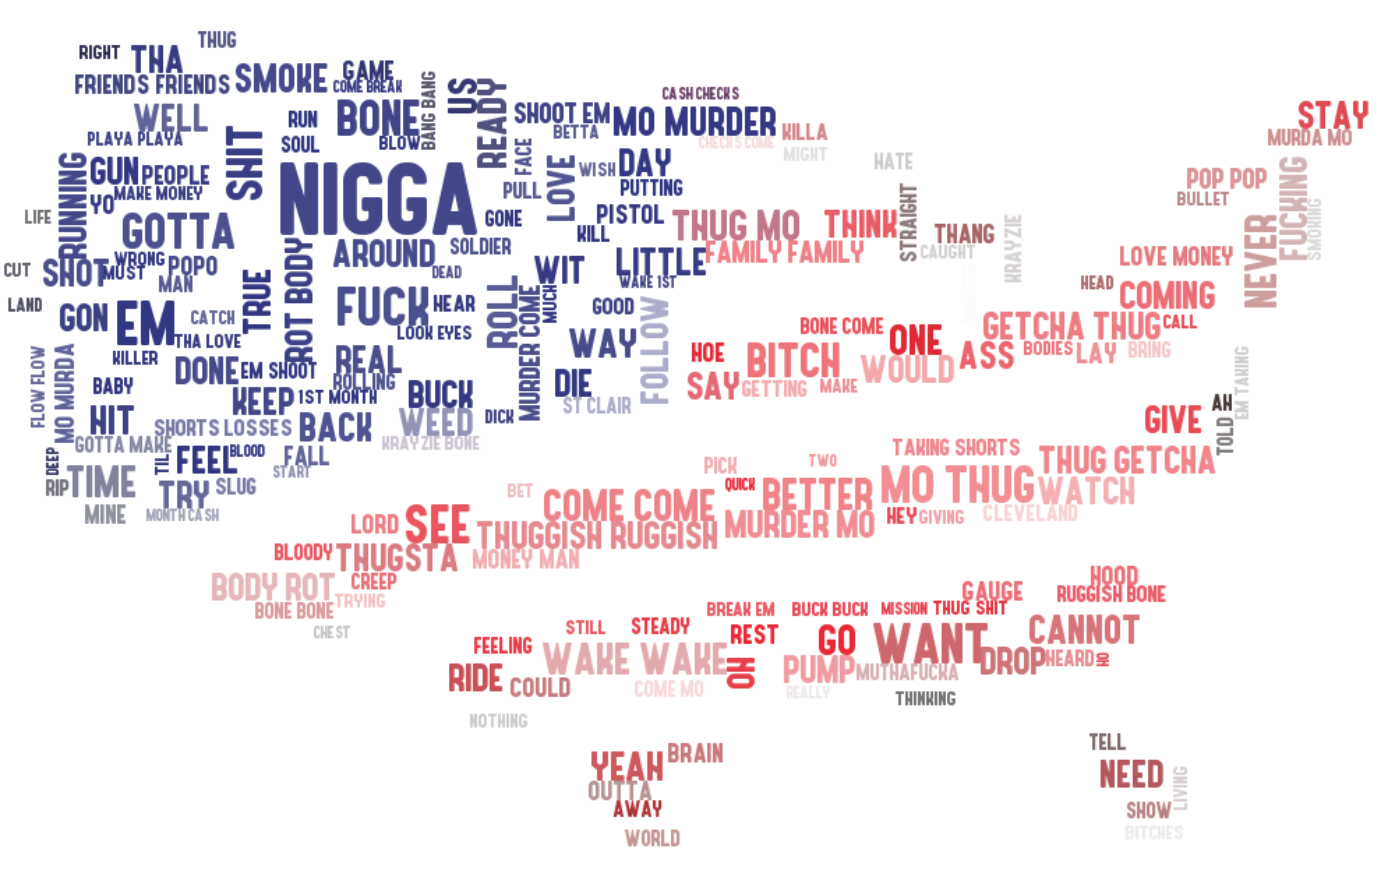 THUG
RIGHT
THA
GAME
FRIENDS FRIENDS
SMOKE
COME BREAK
BANG BANG
US
READY
CASH CHECKS
WELL
RUN
BONE
SHOOT EM
MO MURDER
STAY
BETTA
KILLA
PLAYA PLAYA
SHIT
SOUL
BLOW
CHECKS COME
MURDA MO
FACE
MIGHT
RUNNING
GUN
PEOPLE
NIGGA
LOVE
WISH
DAY
HATE
POP POP
FUCKING
MAKE MONEY
PULL
PUTTING
BULLET
YO
LIFE
GONE
PISTOL
THUG MO
THINK
STRAIGHT
KRAYZIE
SMOKING
GOTTA
KILL
THANG
NEVER
AROUND
SOLDIER
FAMILY FAMILY
CAUGHT
LOVE MONEY
WRONG
POPO
CUT
SHOT
MUST
DEAD
WIT
LITTLE
MAN
TRUE
ROT BODY
WAKE 1ST
HEAD
COMING
LAND
FUCK
HEAR
ROLL
MUCH
GOOD
GON
EM
CATCH
MURDER COME
FOLLOW
BONE COME
ONE
GETCHA THUG
CALL
THA LOVE
LOOK EYES
WAY
HOE
BITCH
WOULD
ASS
BODIES
LAY
BRING
KILLER
REAL
FLOW FLOW
MO MURDA
DONE
EM SHOOT
ROLLING
DIE
SAY
GETTING
MAKE
BABY
KEEP
1ST MONTH
BUCK
ST CLAIR
EM TAKING
AH
HIT
SHORTS LOSSES
BACK
WEED
DICK
GIVE
TOLD
GOTTA MAKE
KRAYZIE BONE
TAKING SHORTS
DEEP
TIL
FEEL
BLOOD
FALL
START
PICK
TWO
THUG GETCHA
RIP
TIME
TRY
SLUG
BET
QUICK
BETTER
MO THUG
WATCH
MINE
MONTH CASH
COME COME
LORD
SEE
THUGGISH RUGGISH
MURDER MO
HEY
GIVING
CLEVELAND
BLOODY
THUGSTA
MONEY MAN
BODY ROT
CREEP
HOOD
GAUGE
RUGGISH BONE
TRYING
BONE BONE
BREAK EM
BUCK BUCK
MISSION
THUG SHIT
CHEST
STILL
STEADY
REST
GO
WANT
CANNOT
FEELING
WAKE WAKE
NO
PUMP
MUTHAFUCKA
DROP
HEARD
HO
RIDE
COULD
COME MO
REALLY
THINKING
NOTHING
TELL
YEAH
BRAIN
NEED
OUTTA
LIVING
AWAY
SHOW
WORLD
BITCHES